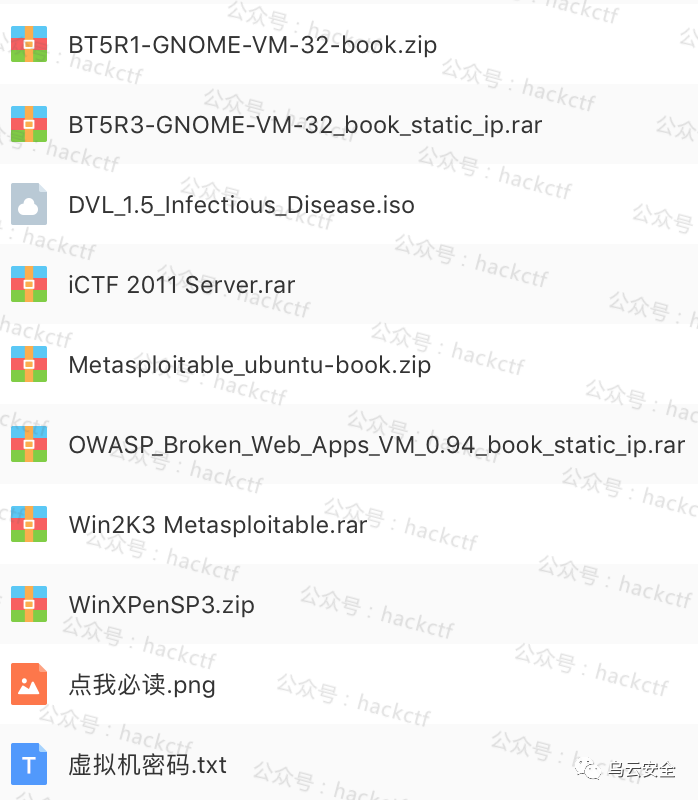 BT5R1-GNOME-VM-32-book.zip
BT5R3-GNOME-VM-32_book_static_ip.rar
DVL_1.5_Infectious_Disease.iso
iCTF 2011 Server.rar
Metasploitable_ubuntu-book.zip
OWASP_Broken_Web_Apps_VM_0.94_book_static_ip.rar
Win2K3 Metasploitable.rar
WinXPenSP3.zip
点我必读.png
T
虚拟机密码.txt
乌云安全
公众号:hackctf